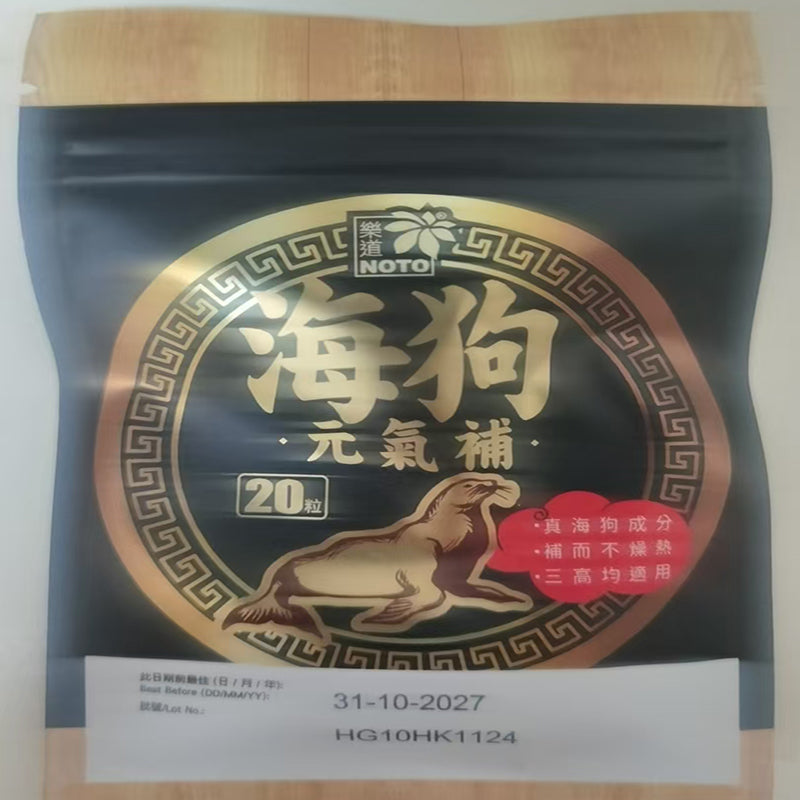 樂道
NOTO
®
海狗
·元氣補·
20粒
·真海狗成分
·補而不燥熱
·三高均適用
此日期前最佳(日/月/年):
Best Before (DD/MM/YY):
31-10-2027
批號/Lot No.:
HG10HK1124